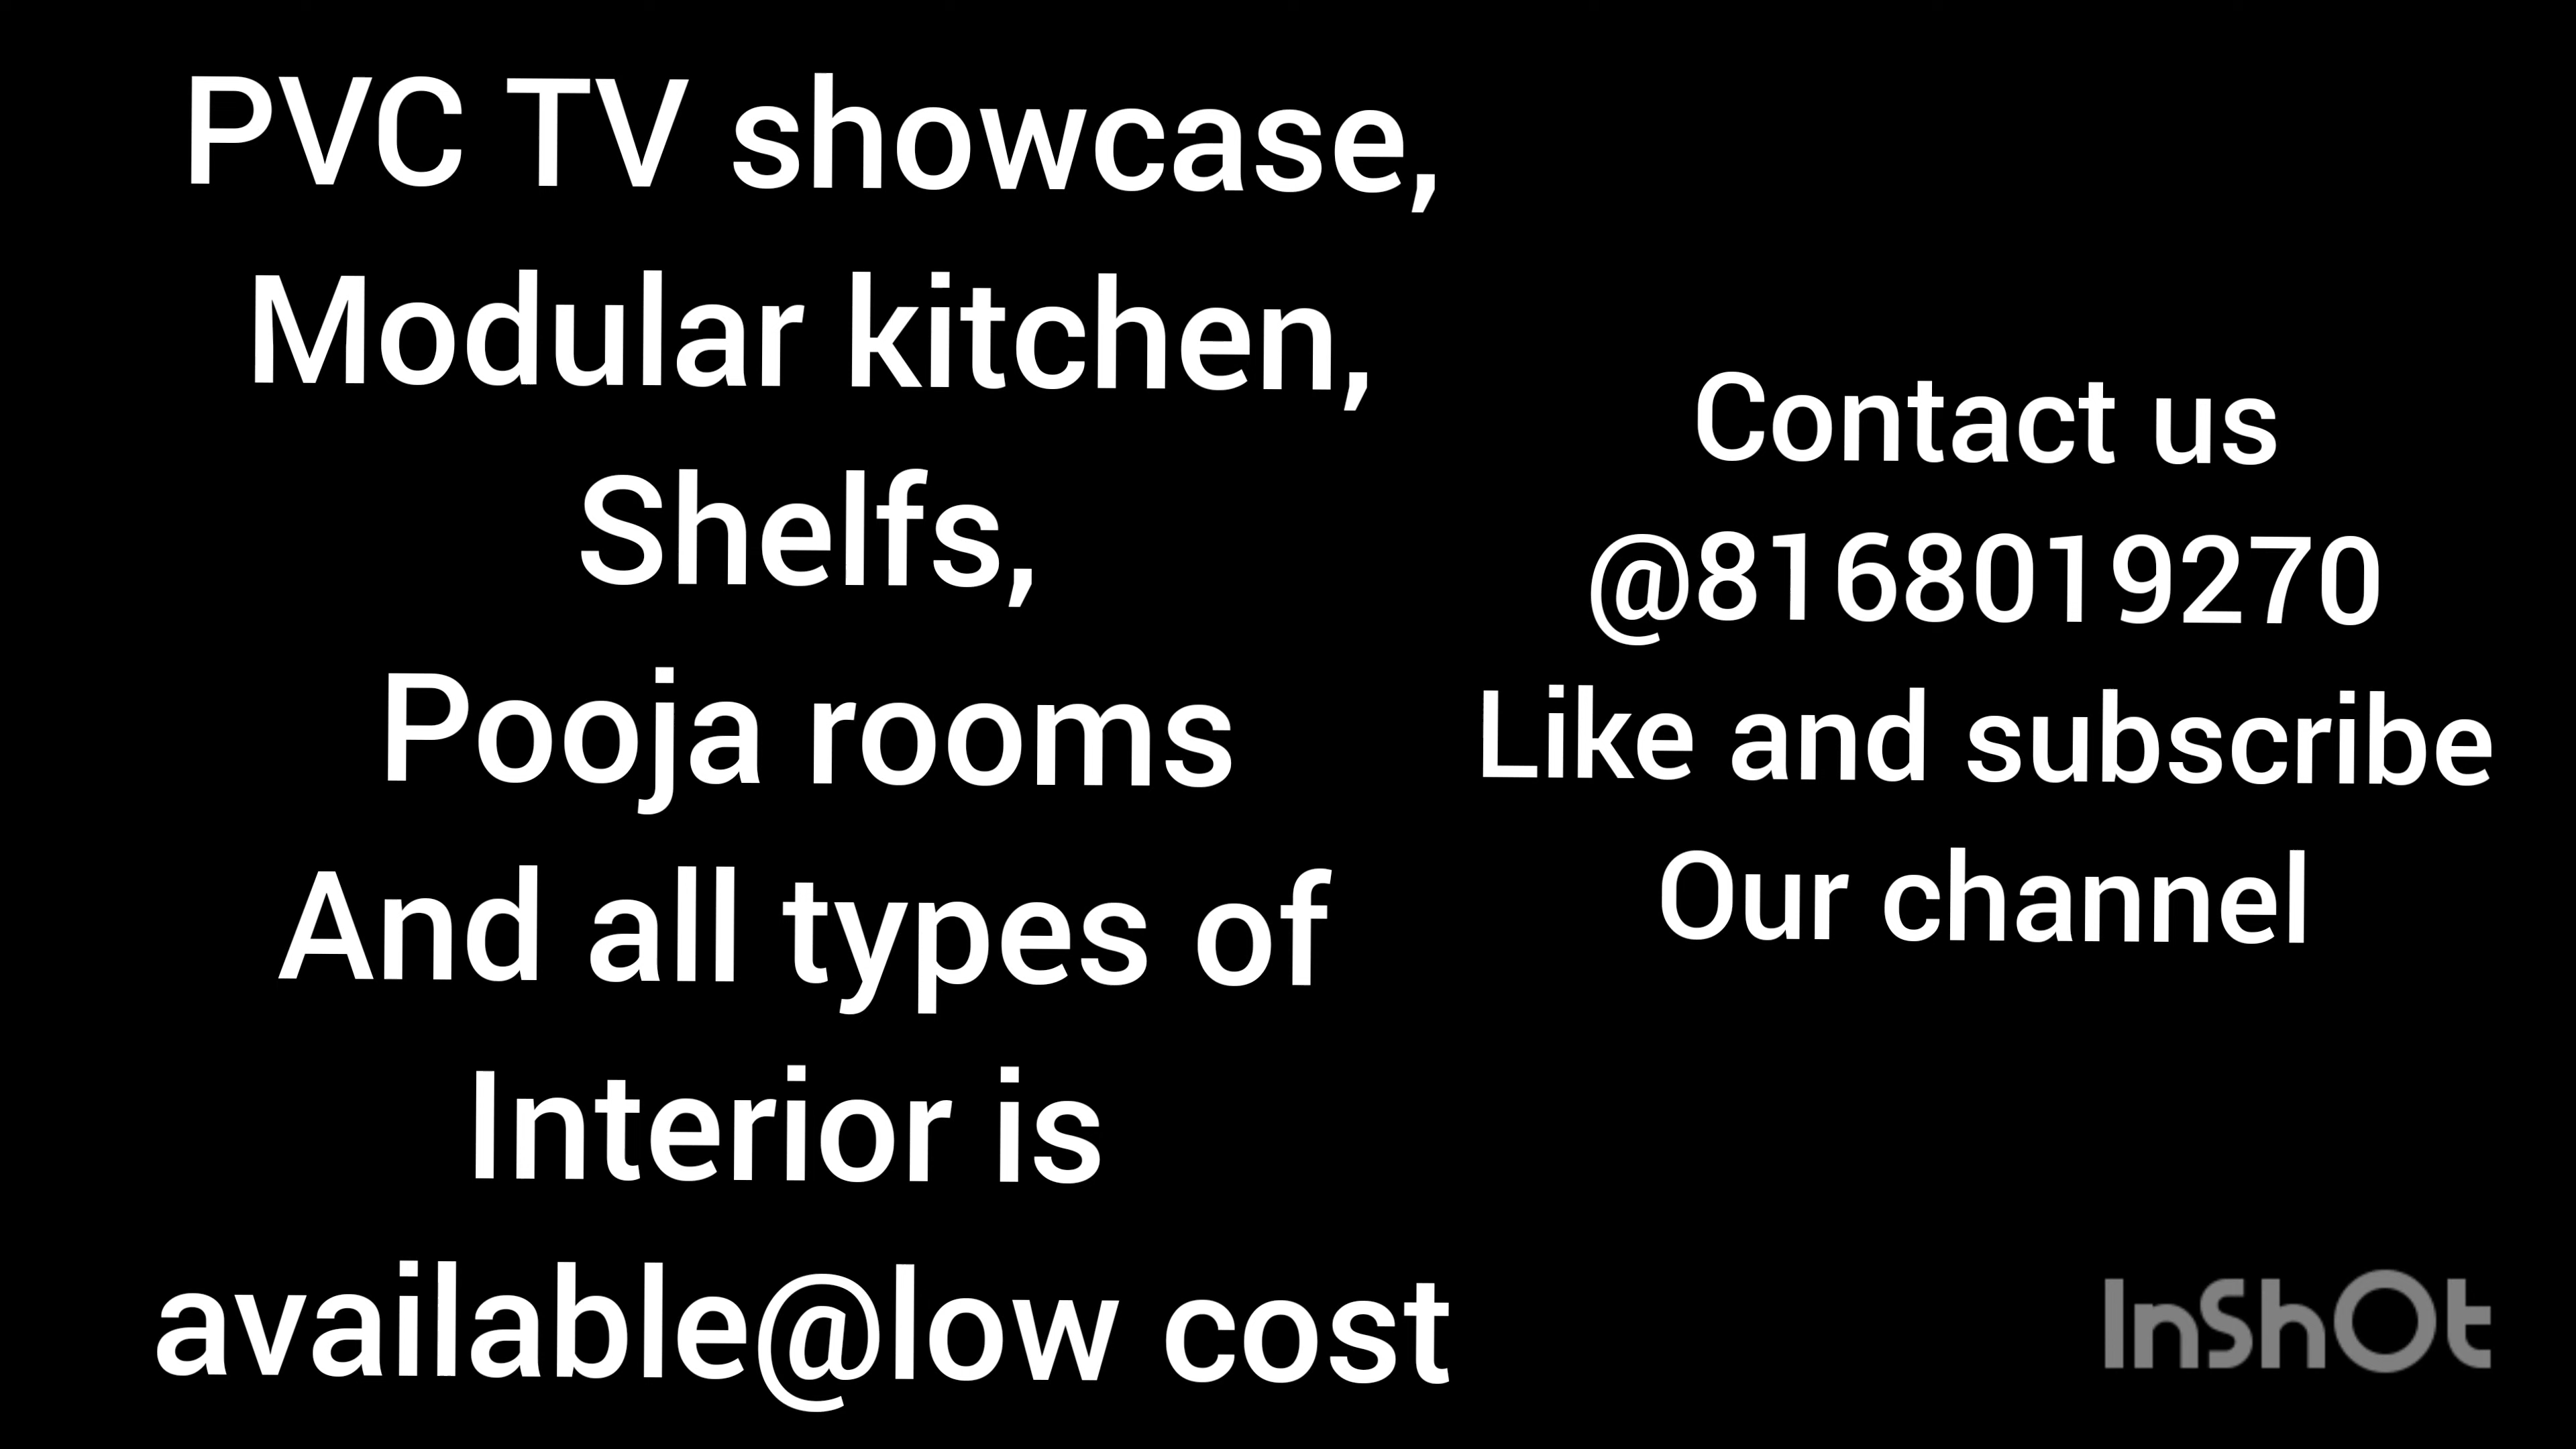 PVC TV showcase,
Modular kitchen,
Shelfs,
Pooja rooms
And all types of
Interior is
available@low cost
Contact us
@8168019270
Like and subscribe
Our channel
InShOt